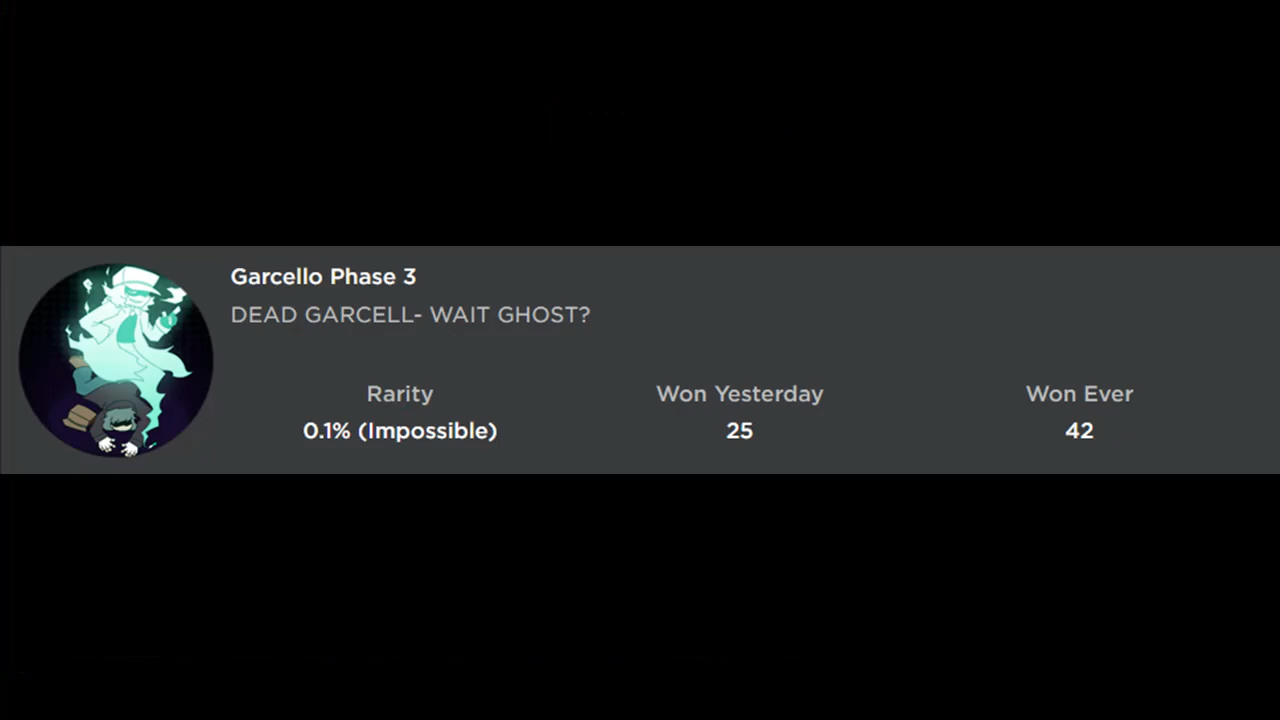 Garcello Phase 3
DEAD GARCELL- WAIT GHOST?
Rarity Won Yesterday Won Ever
0.1% (Impossible) 25 42